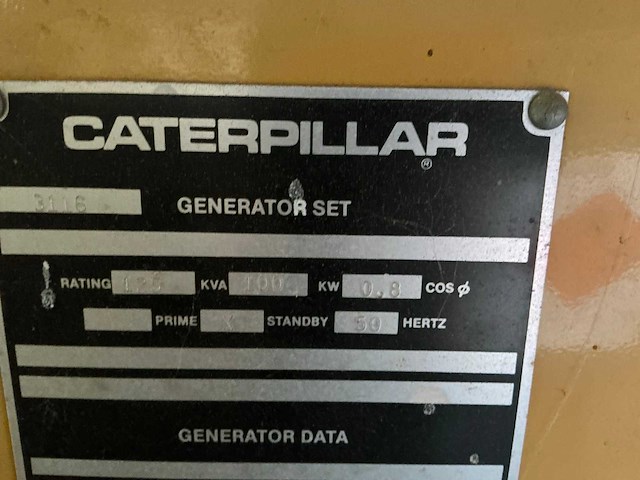 CATERPILLAR ®
3116 GENERATOR SET
RATING 125 KVA 100 KW 0.8 COS φ
PRIME X STANDBY 50 HERTZ
GENERATOR DATA